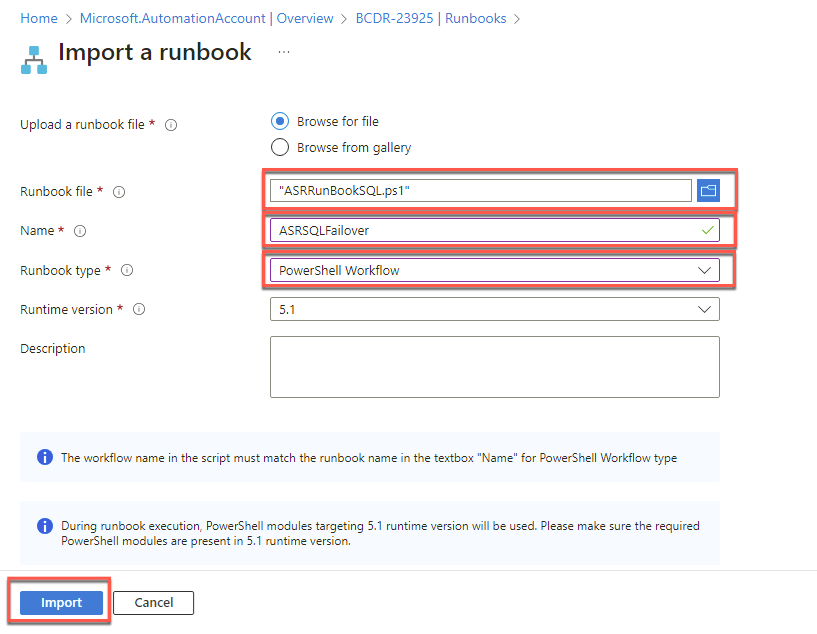 Home > Microsoft.AutomationAccount | Overview > BCDR-23925 | Runbooks >
Import a runbook ...
Upload a runbook file *
Browse for file
Browse from gallery
Runbook file *
"ASRRunBookSQL.ps1"
Name *
ASRSQLFailover
Runbook type *
PowerShell Workflow
Runtime version *
5.1
Description
The workflow name in the script must match the runbook name in the textbox "Name" for PowerShell Workflow type
During runbook execution, PowerShell modules targeting 5.1 runtime version will be used. Please make sure the required
PowerShell modules are present in 5.1 runtime version.
Import
Cancel